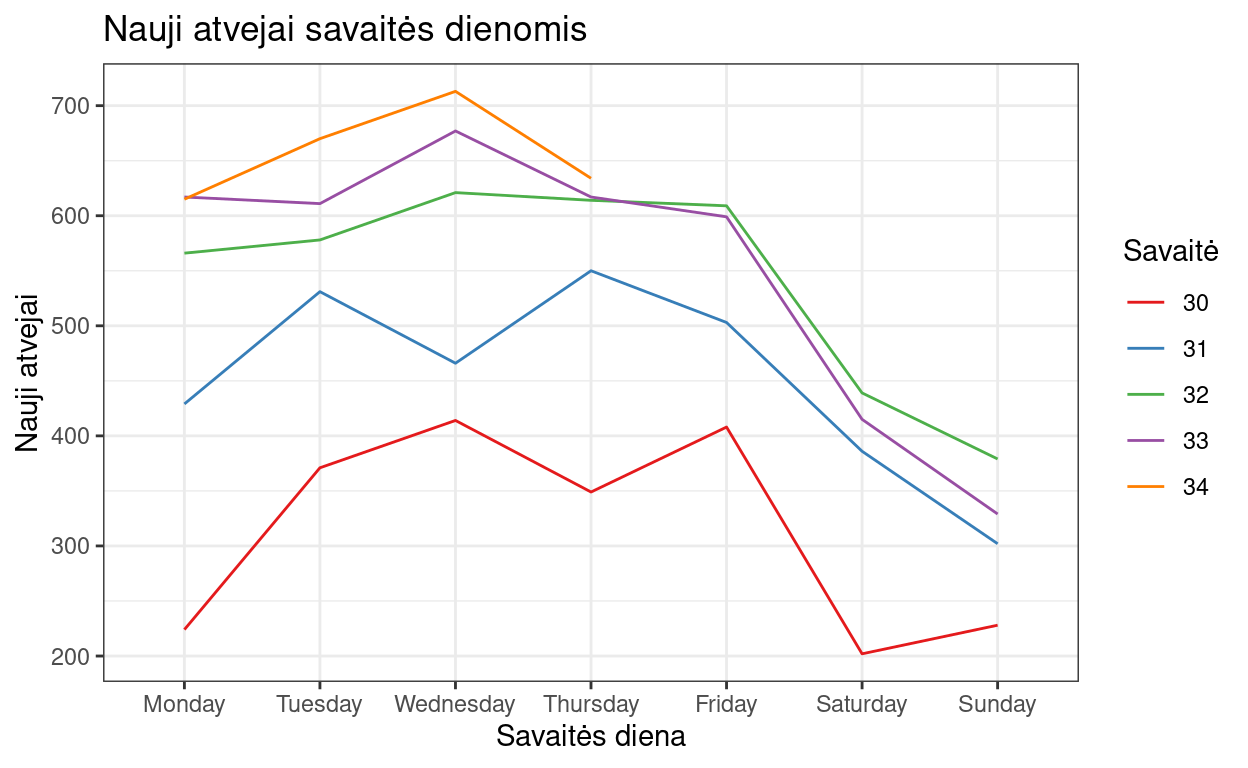 Nauji atvejai savaitės dienomis
Nauji atvejai
700
600
500
400
300
200
Monday Tuesday Wednesday Thursday Friday Saturday Sunday
Savaitės diena
Savaitė
30
31
32
33
34